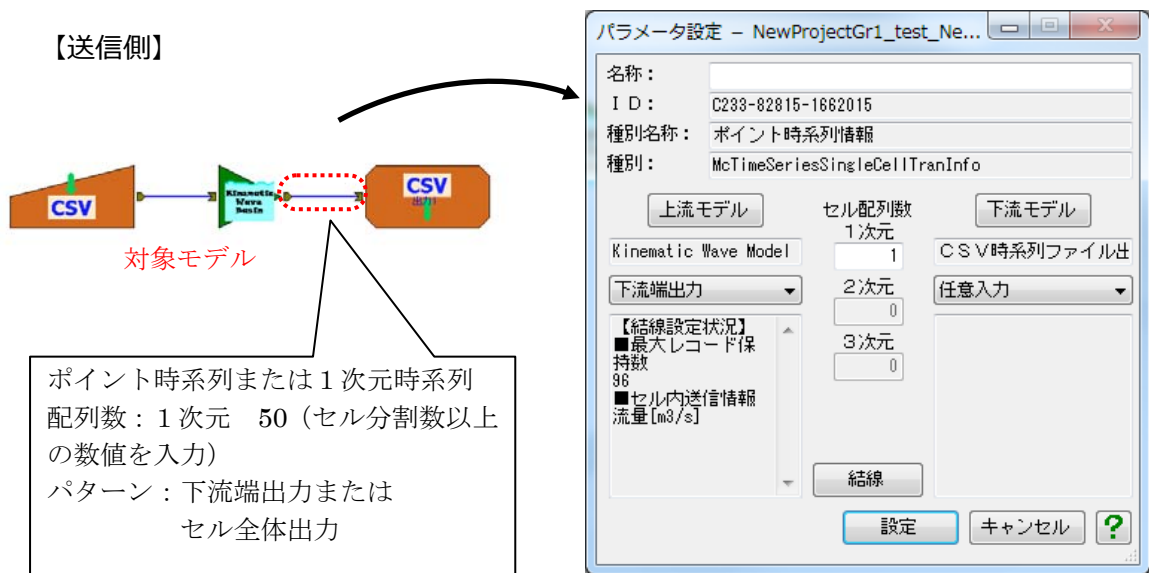 【送信側】
CSV
Kinematic
Wave
Basin
CSV
出力1
対象モデル
ポイント時系列または１次元時系列
配列数：１次元　50（セル分割数以上
の数値を入力）
パターン：下流端出力または
セル全体出力
パラメータ設定 － NewProjectGr1_test_Ne...
名称：
ＩＤ： C233-82815-1662015
種別名称： ポイント時系列情報
種別： McTimeSeriesSingleCellTranInfo
上流モデル セル配列数 下流モデル
１次元
Kinematic Wave Model 1 ＣＳＶ時系列ファイル出
下流端出力 ２次元 任意入力
0
【結線設定状況】
■最大レコード保 ３次元
持数 0
96
■セル内送信情報
流量[m3/s]
結線
設定 キャンセル ?